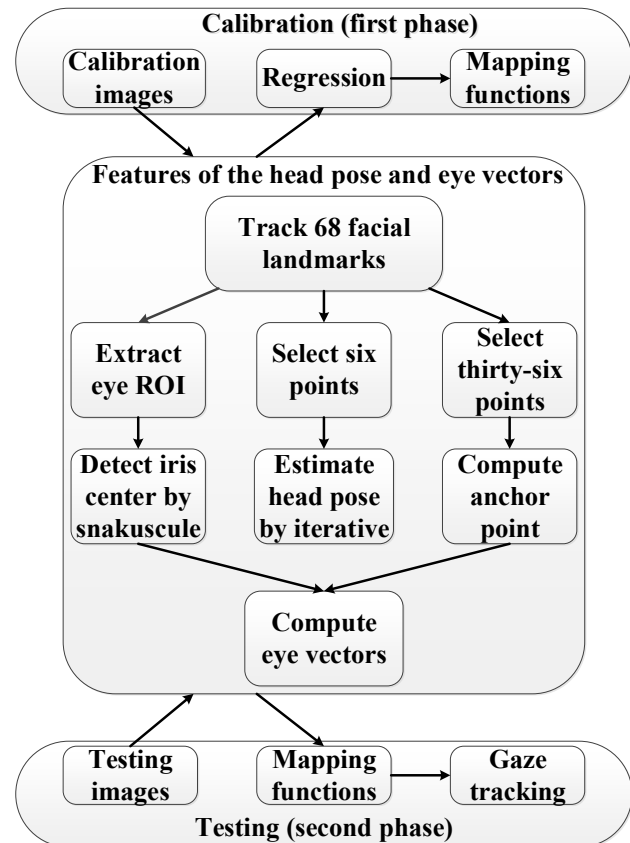 Calibration (first phase)
Calibration
images
Regression
Mapping
functions
Features of the head pose and eye vectors
Track 68 facial
landmarks
Extract
eye ROI
Select six
points
Select
thirty-six
points
Detect iris
center by
snakuscule
Estimate
head pose
by iterative
Compute
anchor
point
Compute
eye vectors
Testing
images
Mapping
functions
Gaze
tracking
Testing (second phase)